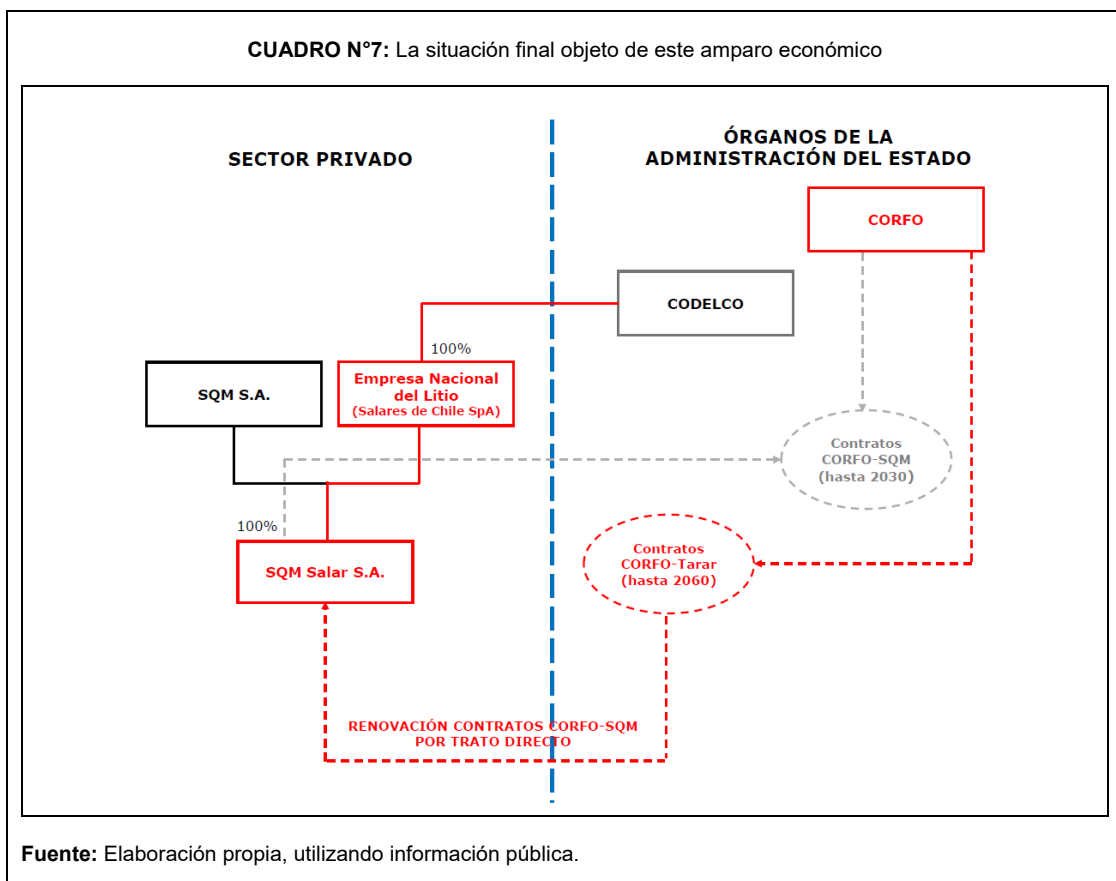 CUADRO N°7: La situación final objeto de este amparo económico
SECTOR PRIVADO
ÓRGANOS DE LA
ADMINISTRACIÓN DEL ESTADO
CORFO
CODELCO
100%
SQM S.A.
Empresa Nacional
del Litio
(Salares de Chile SpA)
Contratos
CORFO-SQM
(hasta 2030)
100%
SQM Salar S.A.
Contratos
CORFO-Tarar
(hasta 2060)
RENOVACIÓN CONTRATOS CORFO-SQM
POR TRATO DIRECTO
Fuente: Elaboración propia, utilizando información pública.